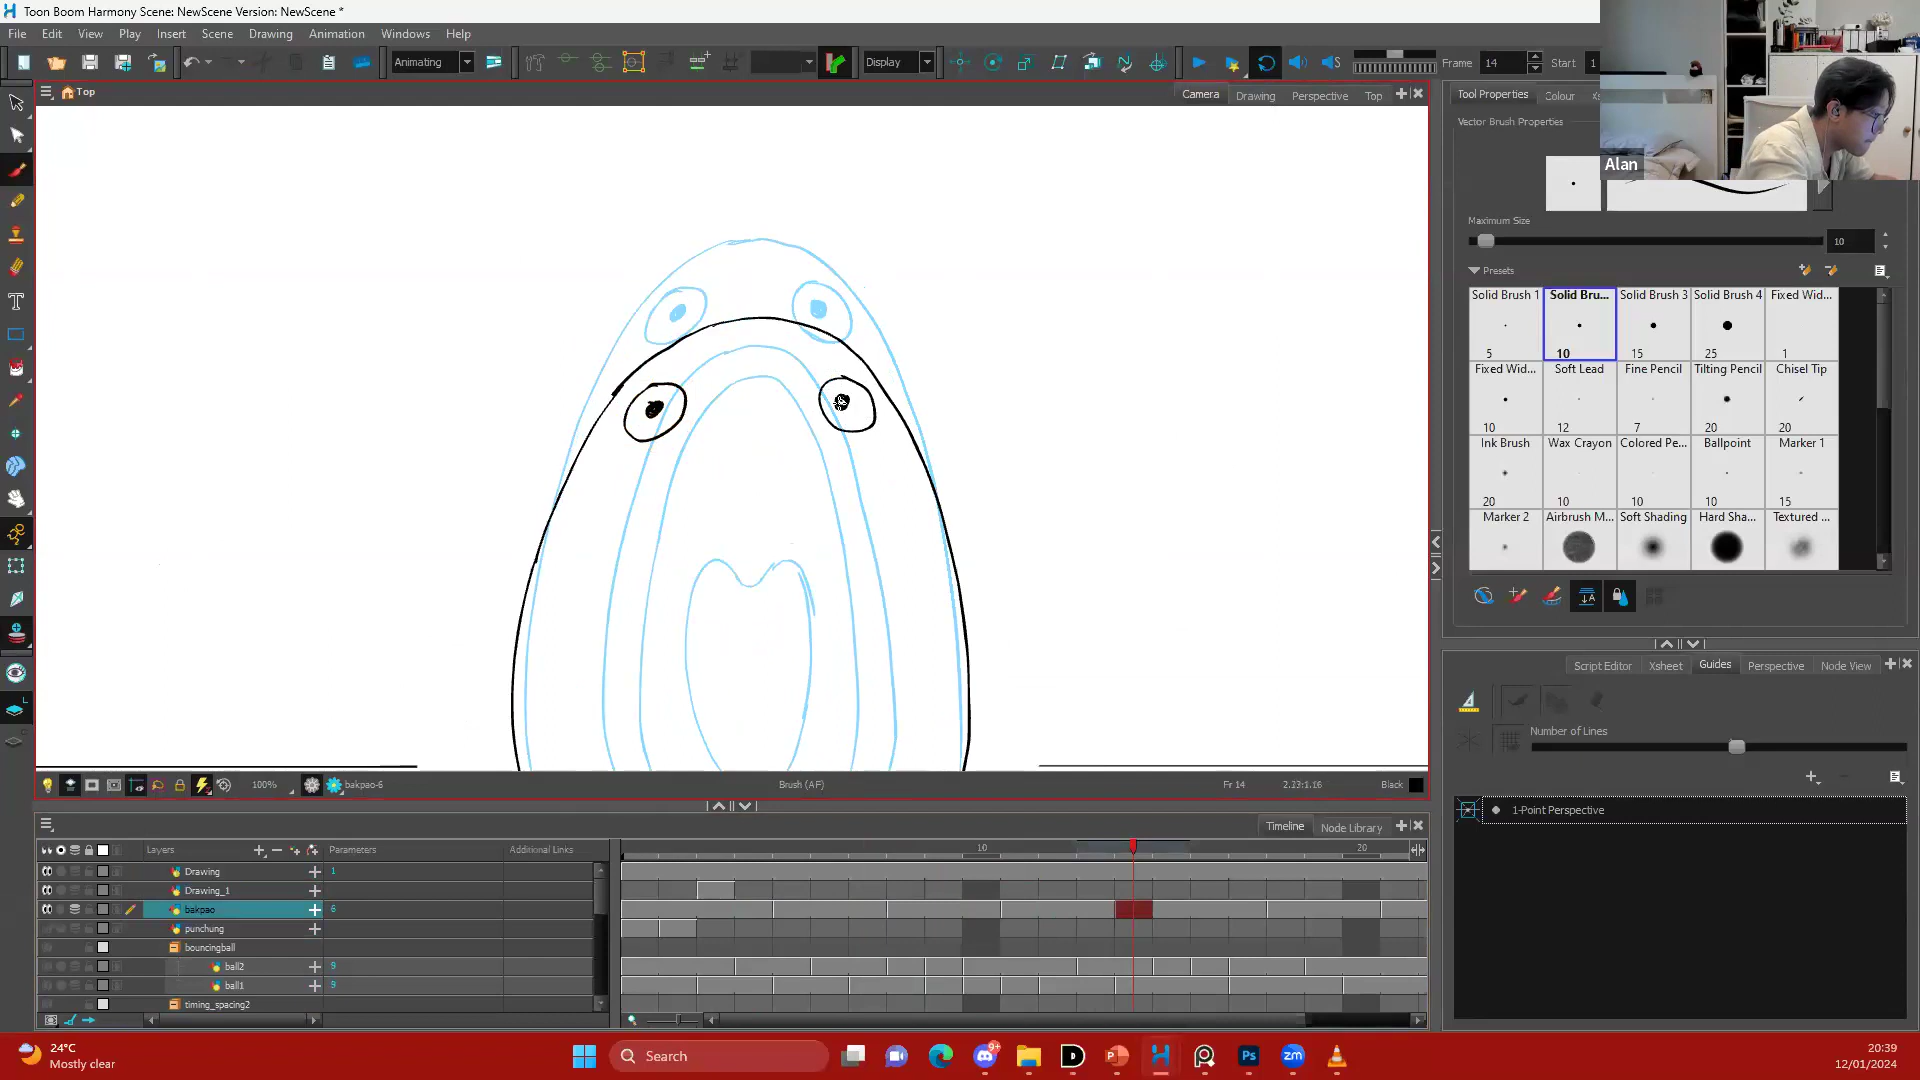 Toon Boom Harmony Scene: NewScene Version: NewScene *
File Edit View Play Insert Scene Drawing Animation Windows Help
Animating
Display
Frame 14
Start 1
Top
Camera Drawing Perspective Top
Tool Properties Colour
Alan
Vector Brush Properties
Maximum Size
10
Presets
Solid Brush 1 Solid Bru... Solid Brush 3 Solid Brush 4 Fixed Wid...
5 10 15 25 1
Fixed Wid... Soft Lead Fine Pencil Tilting Pencil Chisel Tip
10 12 7 20 20
Ink Brush Wax Crayon Colored Pe... Ballpoint Marker 1
20 10 10 10 15
Marker 2 Airbrush M... Soft Shading Hard Sha... Textured ...
Script Editor Xsheet Guides Perspective Node View
Number of Lines
1-Point Perspective
100%
bakpao-6
Brush (AF)
Fr 14
2.23:1.16
Black
Timeline Node Library
Layers
Parameters
Additional Links
10 20
Drawing 1
Drawing_1
bakpao 6
punchung
bouncingball
ball2 9
ball1 9
timing_spacing2
24°C
Mostly clear
Search
9+
20:39
12/01/2024